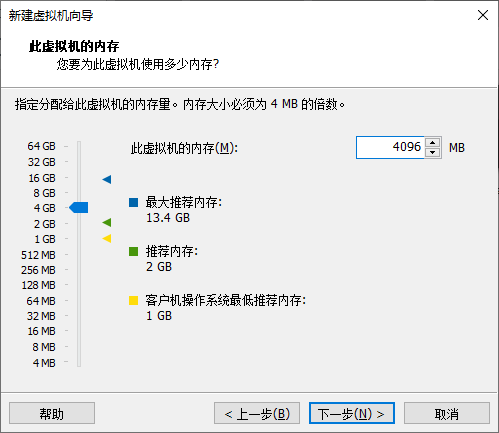 新建虚拟机向导
此虚拟机的内存
您要为此虚拟机使用多少内存?
指定分配给此虚拟机的内存量。内存大小必须为 4 MB 的倍数。
64 GB
32 GB
16 GB
8 GB
4 GB
2 GB
1 GB
512 MB
256 MB
128 MB
64 MB
32 MB
16 MB
8 MB
4 MB
此虚拟机的内存(M):
4096
MB
最大推荐内存:
13.4 GB
推荐内存:
2 GB
客户机操作系统最低推荐内存:
1 GB
帮助
< 上一步(B)
下一步(N) >
取消